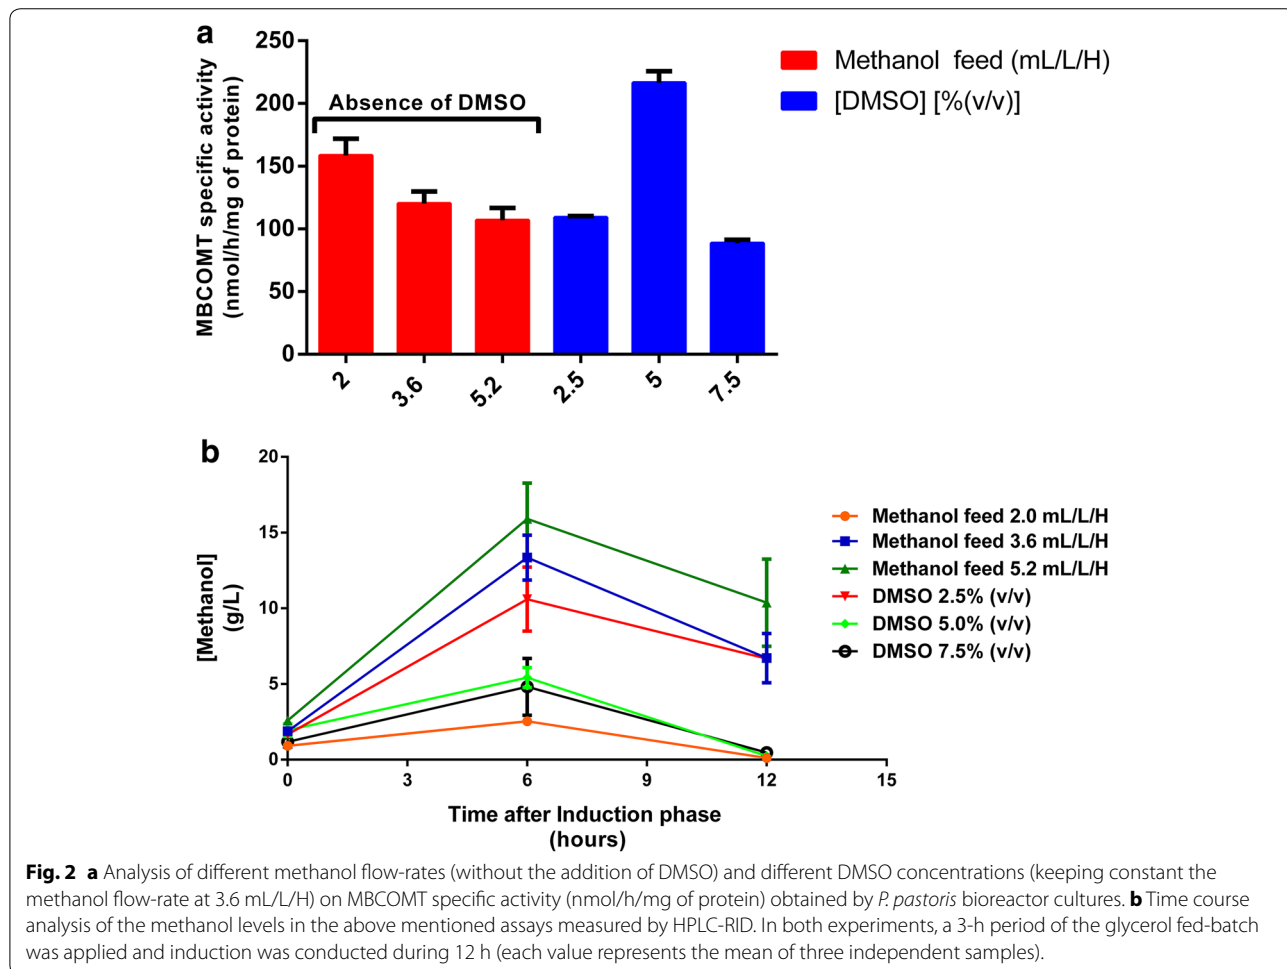 a
250
200
150
100
50
0
MBCOMT specific activity
(nmol/h/mg of protein)
Absence of DMSO
Methanol feed (mL/L/H)
[DMSO] [%(v/v)]
2
3.6
5.2
2.5
5
7.5
b
20
15
10
5
0
[Methanol]
(g/L)
0
3
6
9
12
15
Time after Induction phase
(hours)
Methanol feed 2.0 mL/L/H
Methanol feed 3.6 mL/L/H
Methanol feed 5.2 mL/L/H
DMSO 2.5% (v/v)
DMSO 5.0% (v/v)
DMSO 7.5% (v/v)
Fig. 2 a Analysis of different methanol flow-rates (without the addition of DMSO) and different DMSO concentrations (keeping constant the
methanol flow-rate at 3.6 mL/L/H) on MBCOMT specific activity (nmol/h/mg of protein) obtained by P. pastoris bioreactor cultures. b Time course
analysis of the methanol levels in the above mentioned assays measured by HPLC-RID. In both experiments, a 3-h period of the glycerol fed-batch
was applied and induction was conducted during 12 h (each value represents the mean of three independent samples).